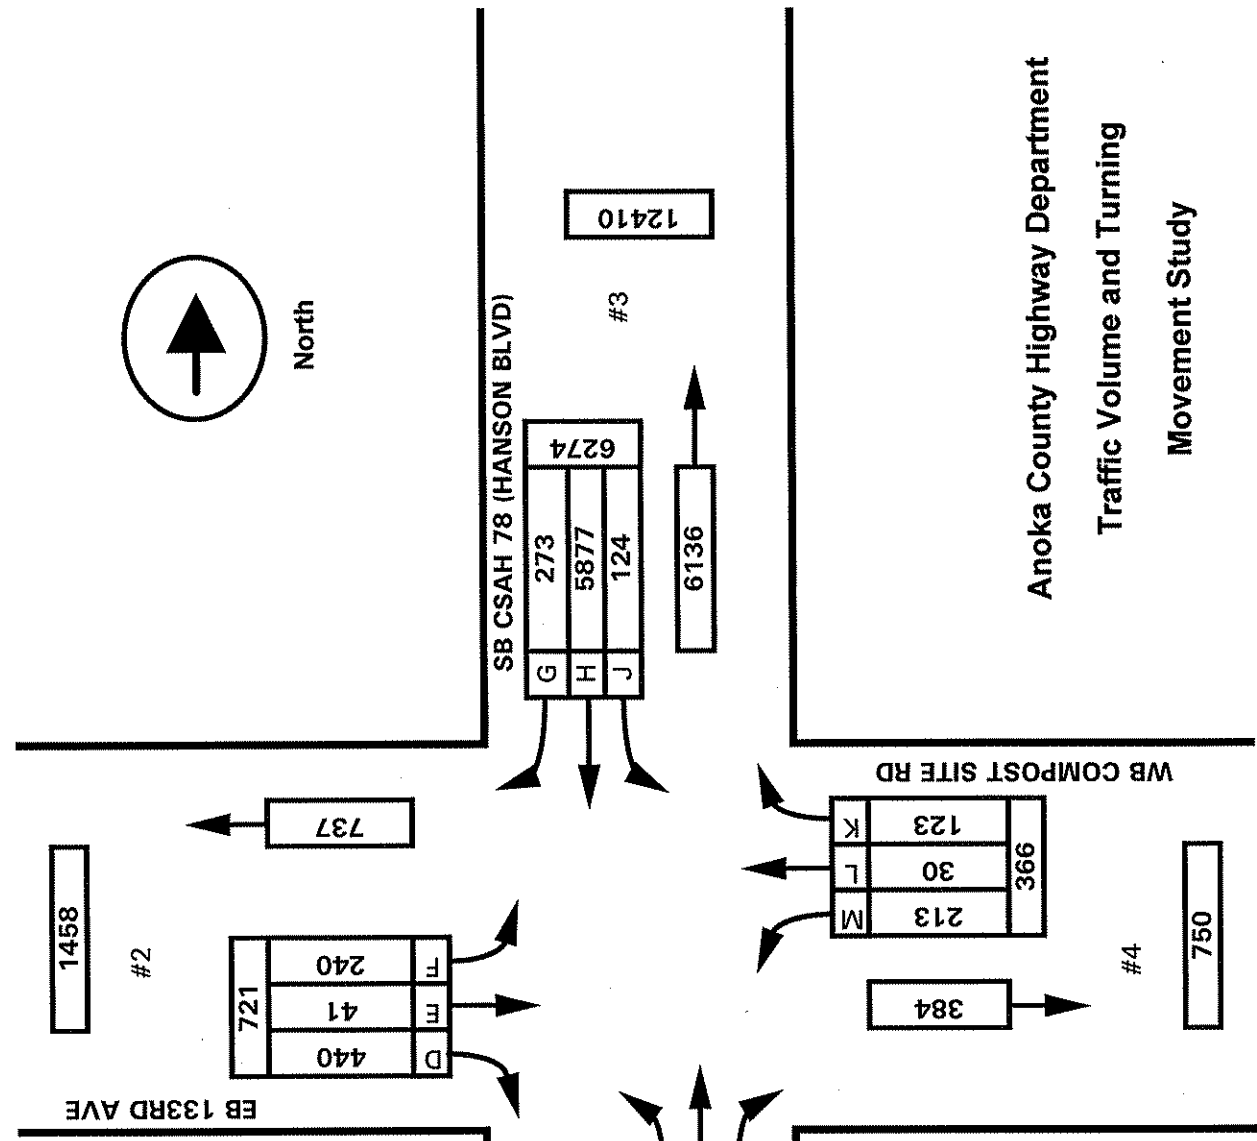 North
1458
#2
737
721
240
41
440
F
E
D
EB 133RD AVE
SB CSAH 78 (HANSON BLVD)
G
273
H
5877
J
124
6274
6136
#3
12410
WB COMPOST SITE RD
K
123
L
30
M
213
366
384
#4
750
Anoka County Highway Department
Traffic Volume and Turning
Movement Study